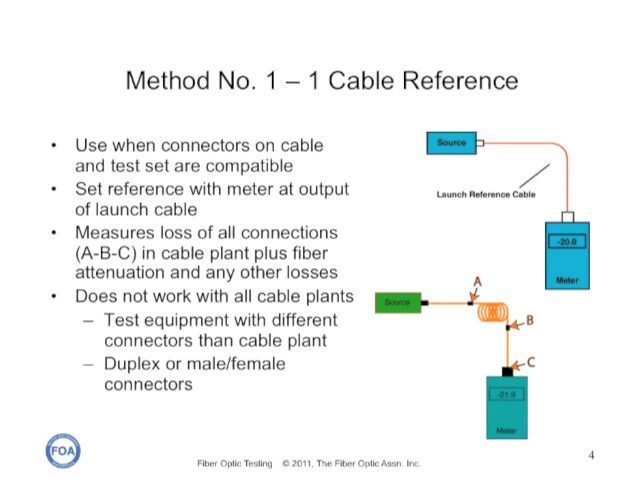 Method No. 1 – 1 Cable Reference
• Use when connectors on cable
and test set are compatible
• Set reference with meter at output
of launch cable
• Measures loss of all connections
(A-B-C) in cable plant plus fiber
attenuation and any other losses
• Does not work with all cable plants
– Test equipment with different
connectors than cable plant
– Duplex or male/female
connectors
Source
Launch Reference Cable
-20.0
Meter
A
Source
B
C
-21.9
Meter
FOA
Fiber Optic Testing © 2011, The Fiber Optic Assn. Inc.
4